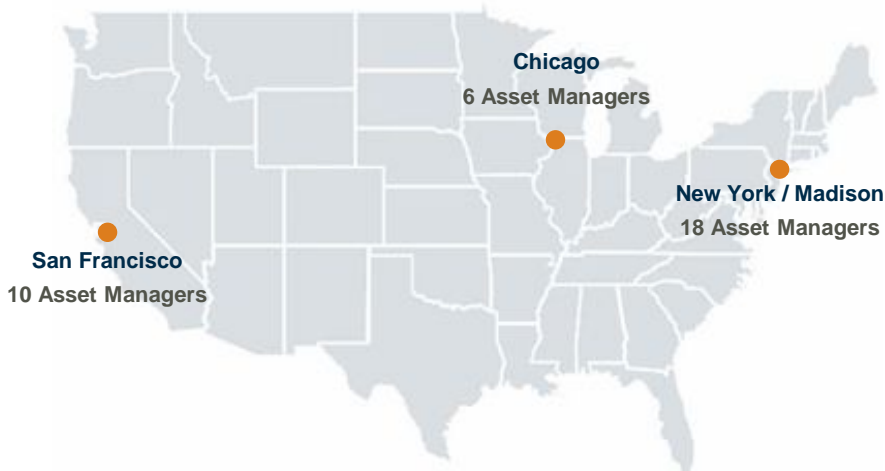 Chicago
6 Asset Managers
New York / Madison
18 Asset Managers
San Francisco
10 Asset Managers